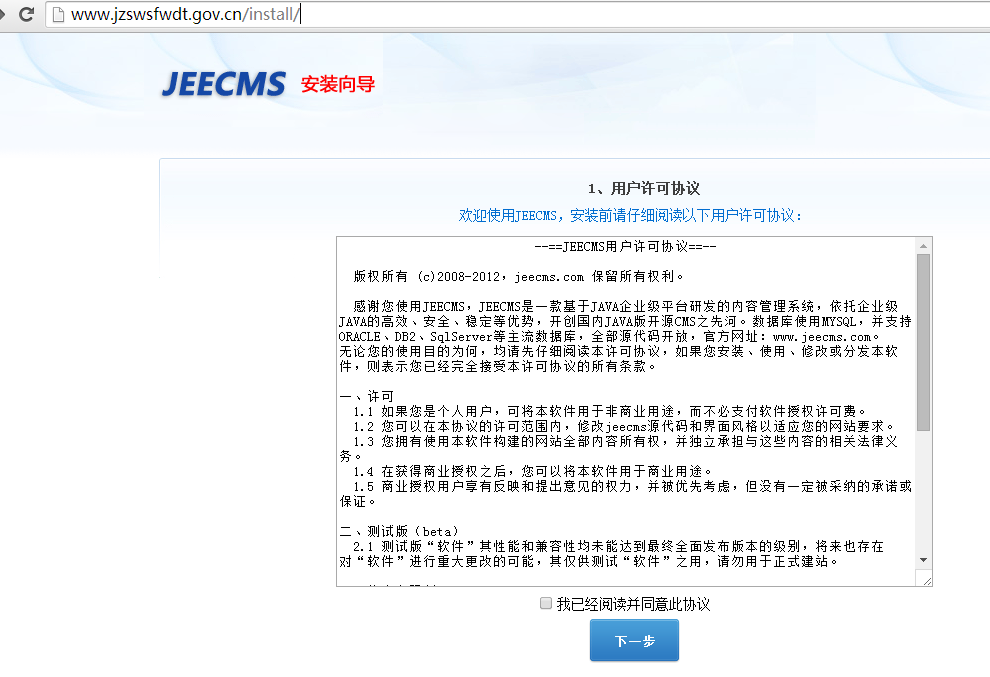 www.jzswsfwdt.gov.cn/install/
JEECMS 安装向导
1、用户许可协议
欢迎使用JEECMS，安装前请仔细阅读以下用户许可协议：
--==JEECMS用户许可协议==--
版权所有 (c)2008-2012，jeecms.com 保留所有权利。
感谢您使用JEECMS，JEECMS是一款基于JAVA企业级平台研发的内容管理系统，依托企业级
JAVA的高效、安全、稳定等优势，开创国内JAVA版开源CMS之先河。数据库使用MYSQL，并支持
ORACLE、DB2、SqlServer等主流数据库，全部源代码开放，官方网址：www.jeecms.com。
无论您的使用目的为何，均请先仔细阅读本许可协议，如果您安装、使用、修改或分发本软
件，则表示您已经完全接受本许可协议的所有条款。
一、许可
1.1 如果您是个人用户，可将本软件用于非商业用途，而不必支付软件授权许可费。
1.2 您可以在本协议的许可范围内，修改jeecms源代码和界面风格以适应您的网站要求。
1.3 您拥有使用本软件构建的网站全部内容所有权，并独立承担与这些内容的相关法律义
务。
1.4 在获得商业授权之后，您可以将本软件用于商业用途。
1.5 商业授权用户享有反映和提出意见的权力，并被优先考虑，但没有一定被采纳的承诺或
保证。
二、测试版（beta）
2.1 测试版“软件”其性能和兼容性均未能达到最终全面发布版本的级别，将来也存在
对“软件”进行重大更改的可能，其仅供测试“软件”之用，请勿用于正式建站。
我已经阅读并同意此协议
下一步